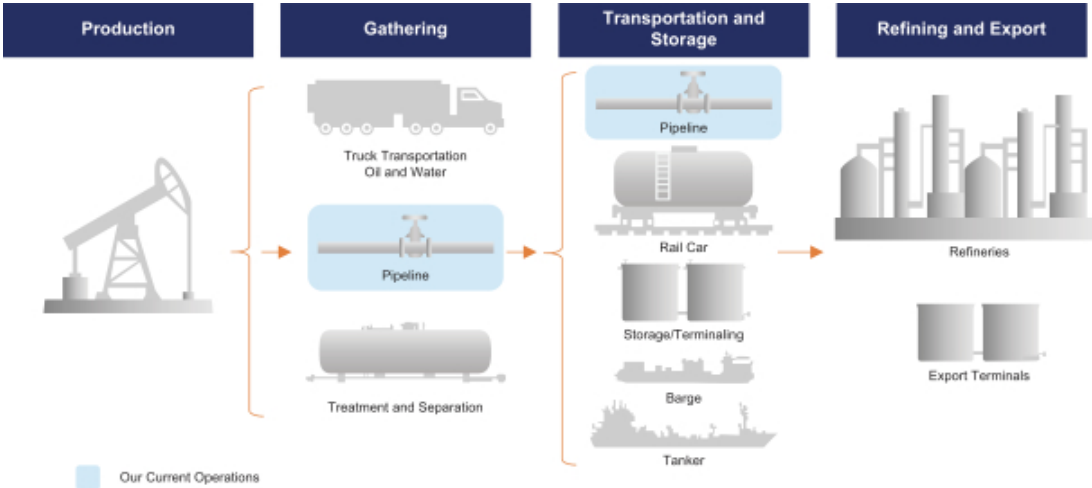 Production
Gathering
Transportation and
Storage
Refining and Export
Truck Transportation
Oil and Water
Pipeline
Treatment and Separation
Pipeline
Rail Car
Storage/Terminaling
Barge
Tanker
Refineries
Export Terminals
Our Current Operations